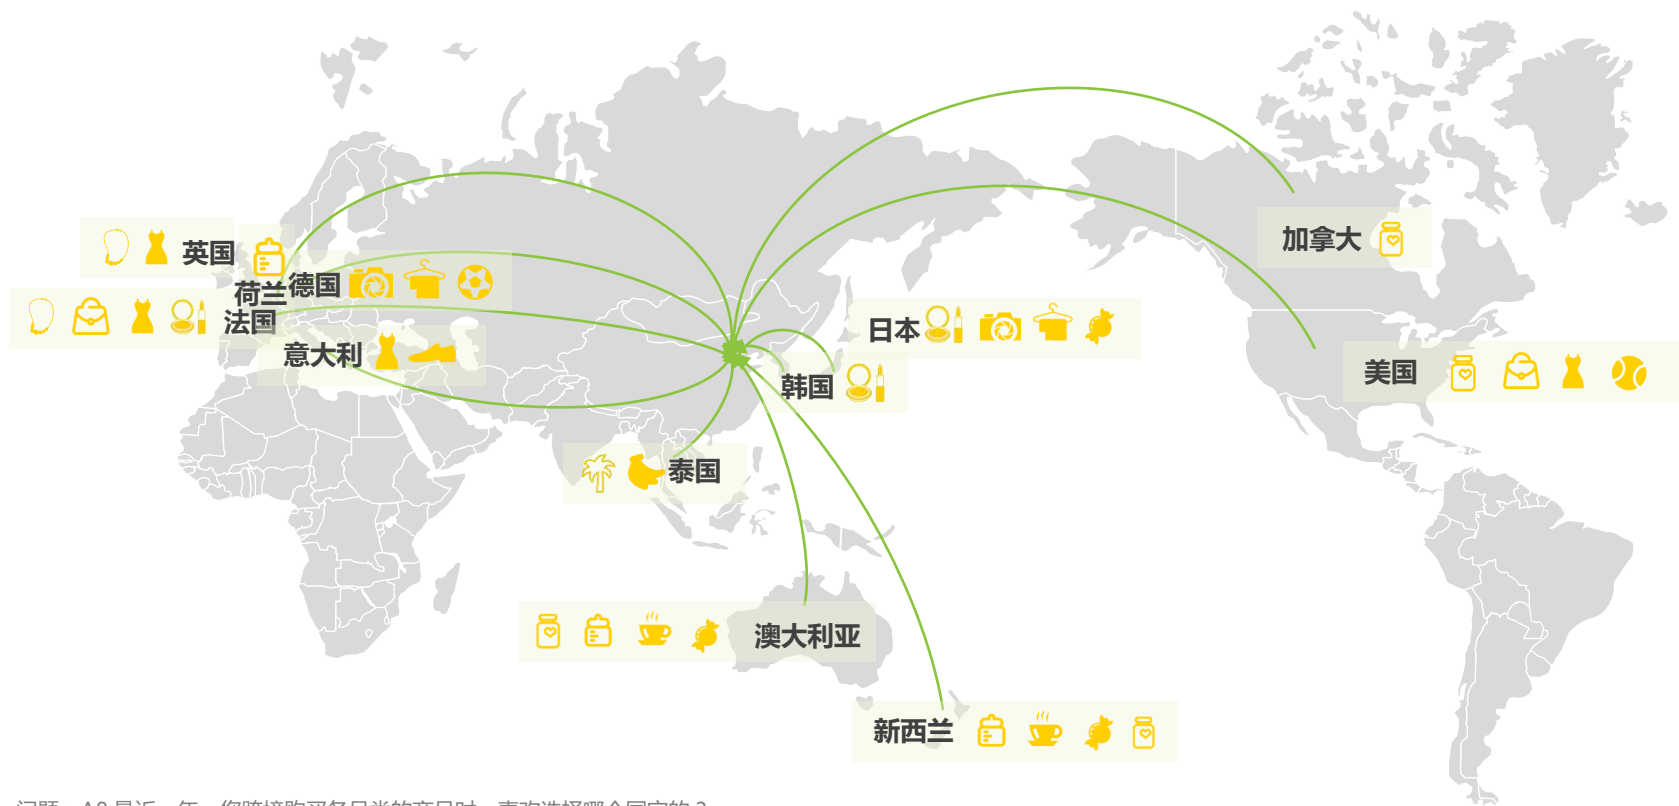 加拿大
英国
荷兰
德国
法国
日本
意大利
韩国
美国
泰国
澳大利亚
新西兰